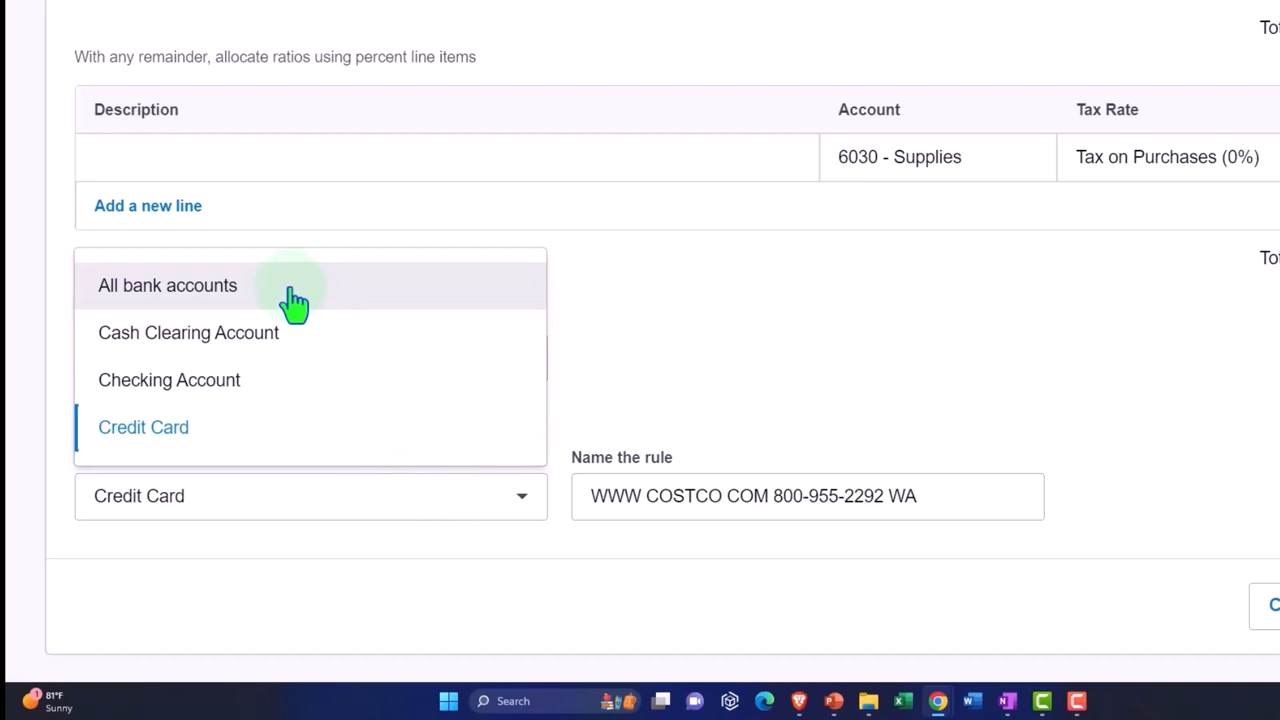 Tot
With any remainder, allocate ratios using percent line items
Description Account Tax Rate
6030 - Supplies Tax on Purchases (0%)
Add a new line
Tot
All bank accounts
Cash Clearing Account
Checking Account
Credit Card
Name the rule
Credit Card WWW COSTCO COM 800-955-2292 WA
C
1
81°F
Sunny
Search